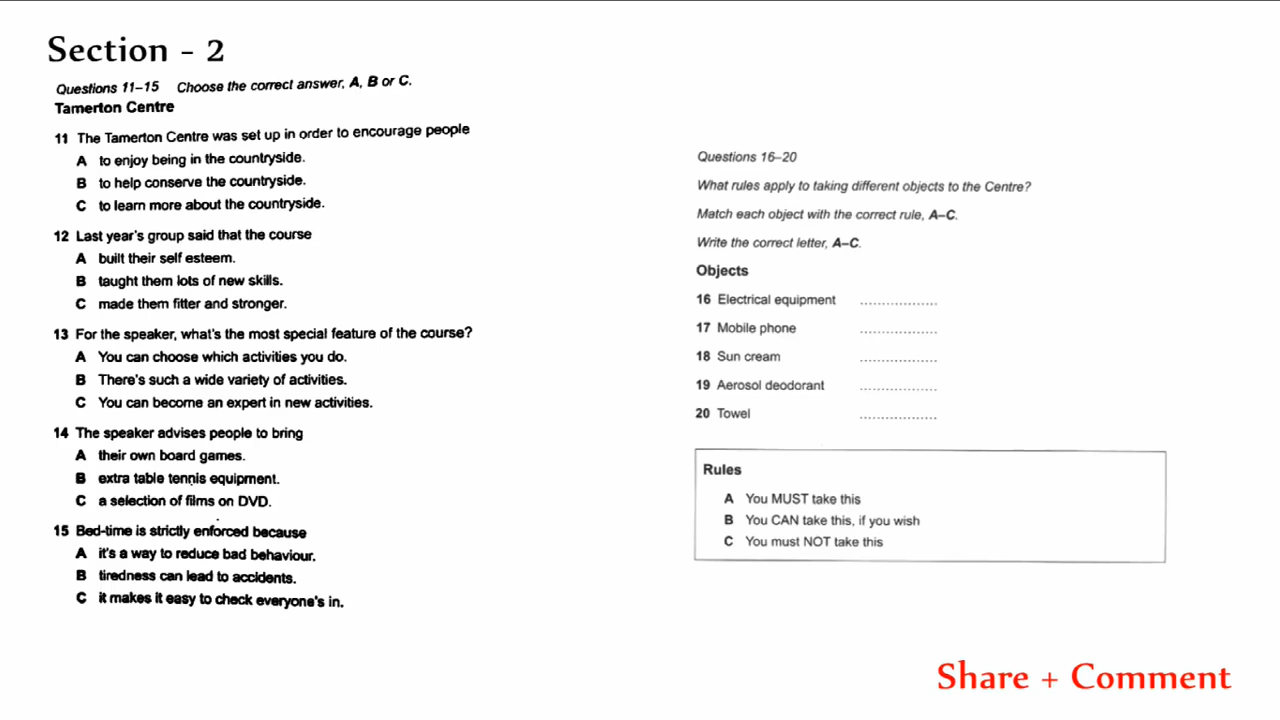 Section - 2
Questions 11–15 Choose the correct answer, A, B or C.
Tamerton Centre
11 The Tamerton Centre was set up in order to encourage people
A to enjoy being in the countryside.
B to help conserve the countryside.
C to learn more about the countryside.
12 Last year's group said that the course
A built their self esteem.
B taught them lots of new skills.
C made them fitter and stronger.
13 For the speaker, what's the most special feature of the course?
A You can choose which activities you do.
B There's such a wide variety of activities.
C You can become an expert in new activities.
14 The speaker advises people to bring
A their own board games.
B extra table tennis equipment.
C a selection of films on DVD.
15 Bed-time is strictly enforced because
A it's a way to reduce bad behaviour.
B tiredness can lead to accidents.
C it makes it easy to check everyone's in.
Questions 16–20
What rules apply to taking different objects to the Centre?
Match each object with the correct rule, A–C.
Write the correct letter, A–C.
Objects
16 Electrical equipment ..................
17 Mobile phone ..................
18 Sun cream ..................
19 Aerosol deodorant ..................
20 Towel ..................
Rules
A You MUST take this
B You CAN take this, if you wish
C You must NOT take this
Share + Comment